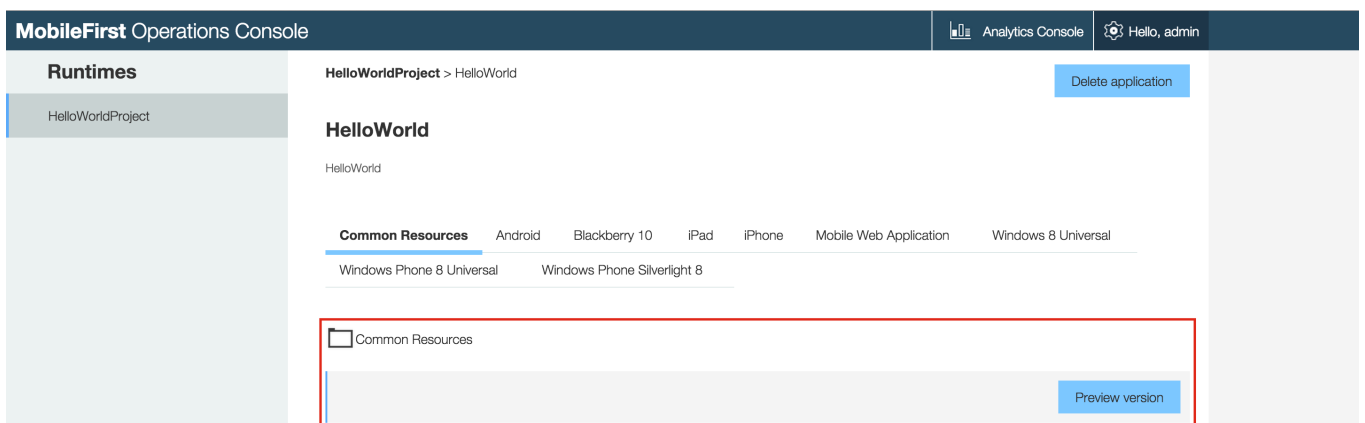 MobileFirst Operations Console
Analytics Console
Hello, admin
Runtimes
HelloWorldProject
HelloWorldProject > HelloWorld
Delete application
HelloWorld
HelloWorld
Common Resources Android Blackberry 10 iPad iPhone Mobile Web Application Windows 8 Universal
Windows Phone 8 Universal Windows Phone Silverlight 8
Common Resources
Preview version